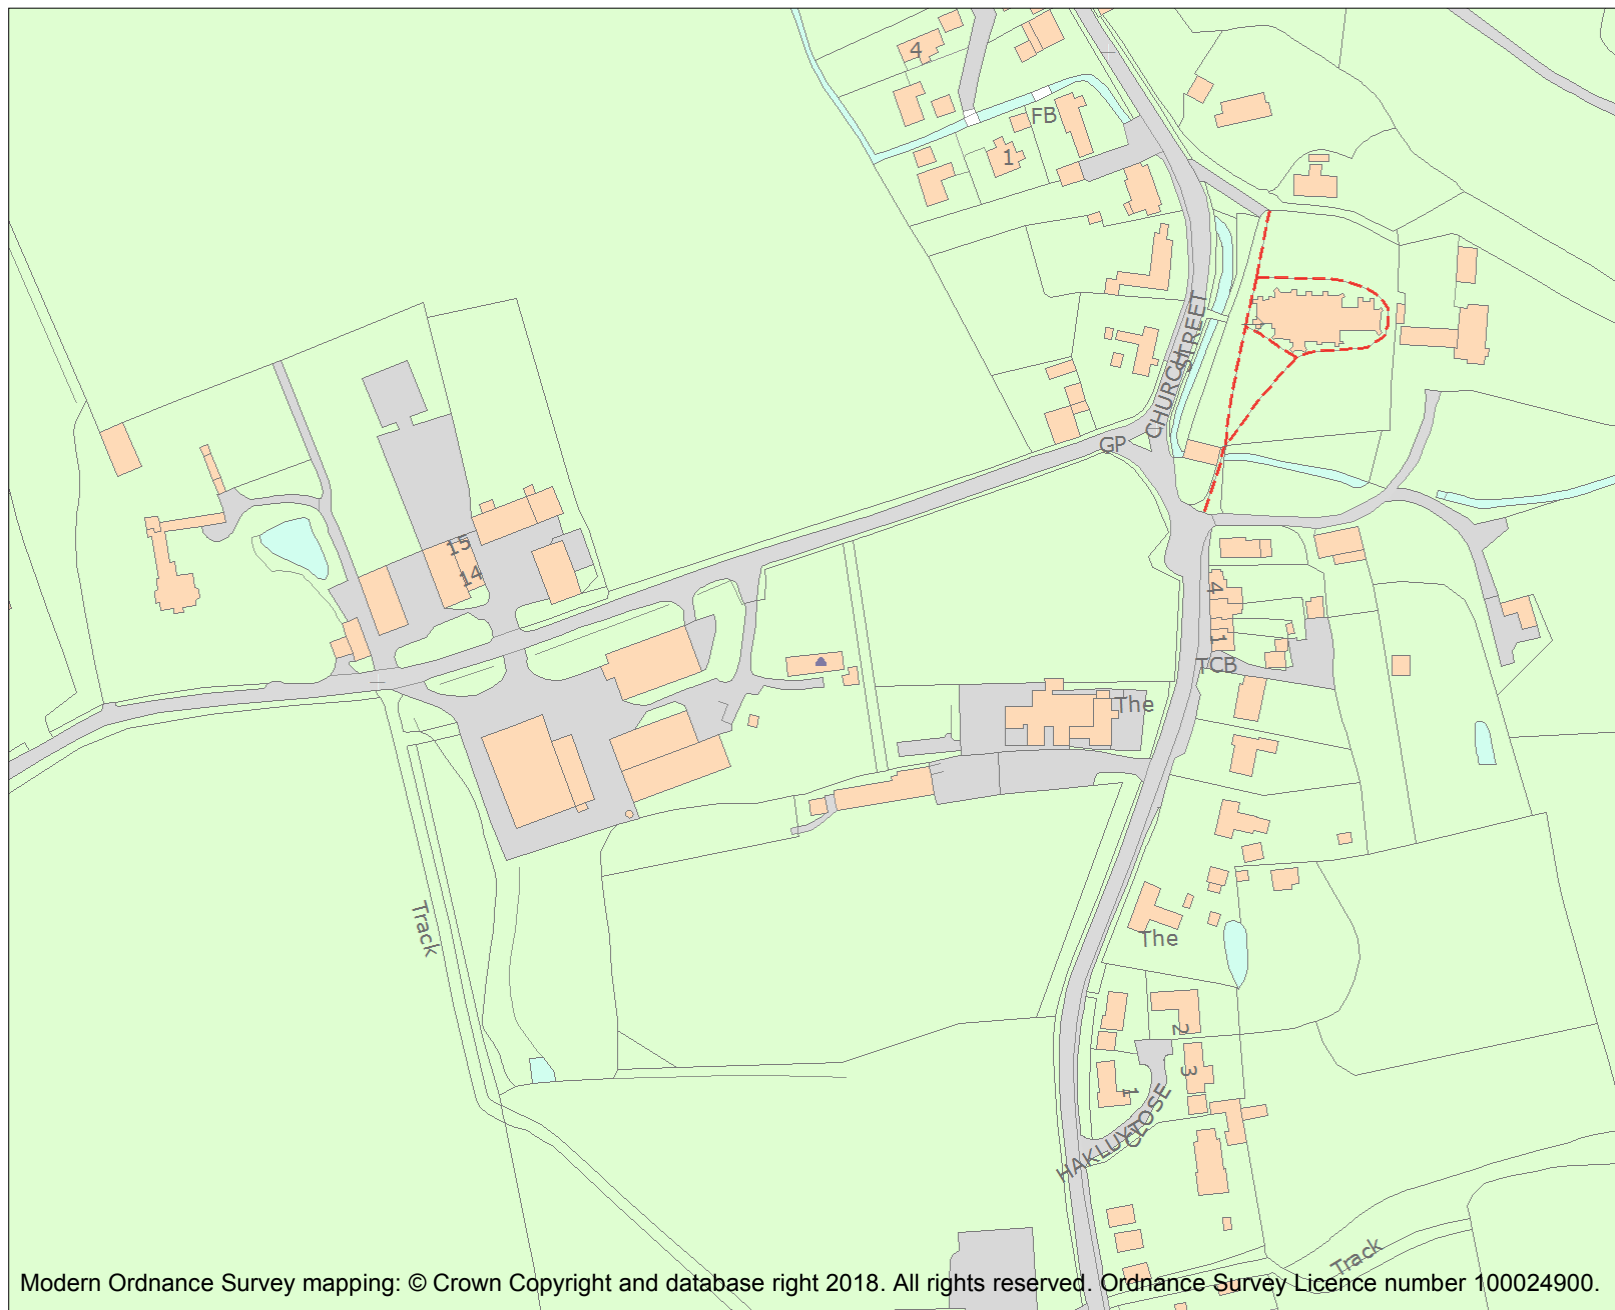 4
FB
1
CHURCH
STREET
GP
15
14
4
1
TCB
The
Track
The
2
3
1
HAKLUYT
CLOSE
Track
Modern Ordnance Survey mapping: © Crown Copyright and database right 2018. All rights reserved. Ordnance Survey Licence number 100024900.